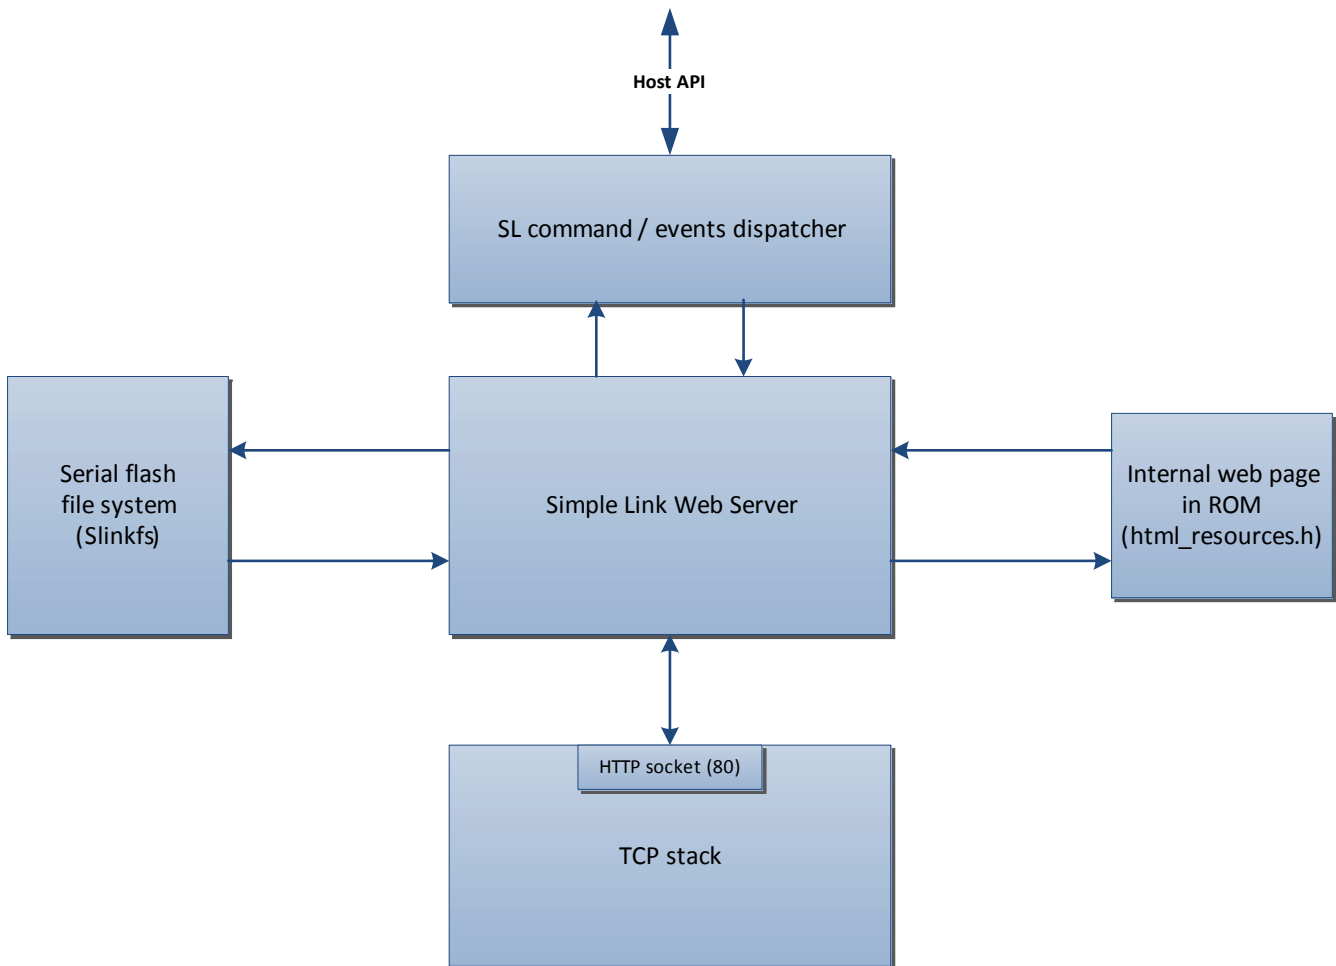 Host API
SL command / events dispatcher
Serial flash
file system
(Slinkfs)
Simple Link Web Server
Internal web page
in ROM
(html_resources.h)
HTTP socket (80)
TCP stack